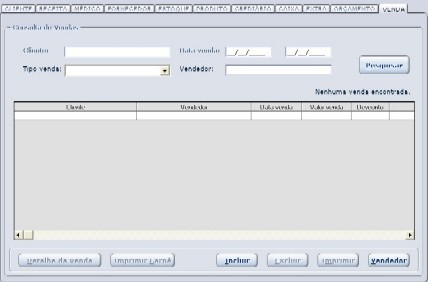 CLIENTE RECEITA MÉDICO FORNECEDOR ESTOQUE PRODUTO CREDIÁRIO CAIXA EXTRA ORÇAMENTO VENDA
Consulta de Vendas
Cliente: Data venda: __/__/__ __/__/__
Tipo venda: Vendedor: Pesquisar
Nenhuma venda encontrada.
Cliente Vendedor Data venda Valor venda Desconto
Detalhe da venda Imprimir Carnê Incluir Excluir Imprimir Vendedor